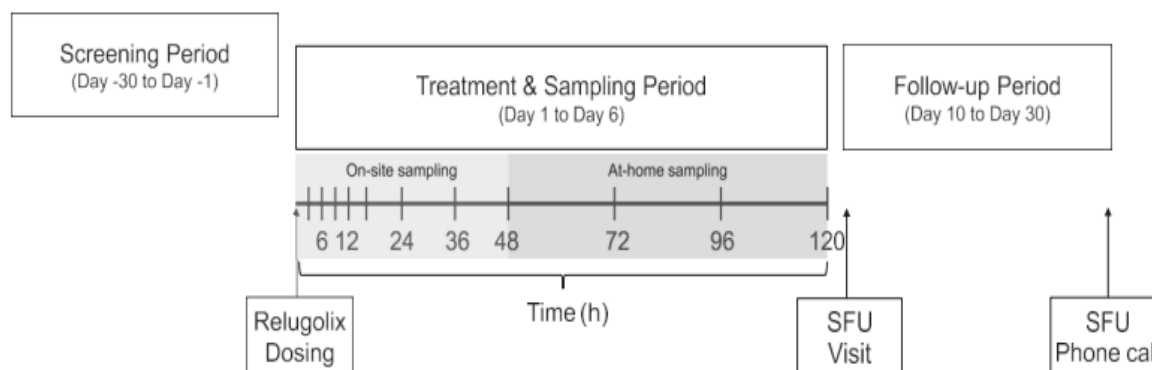 Screening Period
(Day -30 to Day -1)
Treatment & Sampling Period
(Day 1 to Day 6)
Follow-up Period
(Day 10 to Day 30)
On-site sampling
At-home sampling
6 12 24 36 48 72 96 120
Time (h)
Relugolix
Dosing
SFU
Visit
SFU
Phone cal